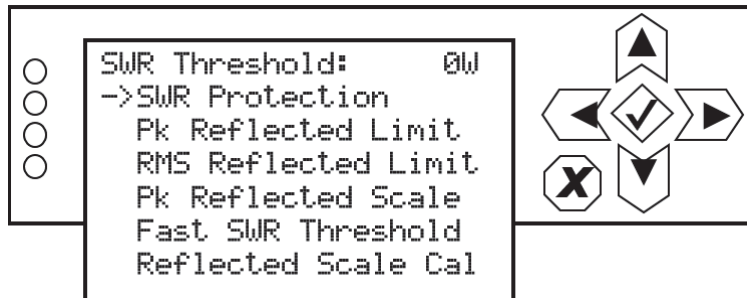 SWR Threshold: 0W
->SWR Protection
Pk Reflected Limit
RMS Reflected Limit
Pk Reflected Scale
Fast SWR Threshold
Reflected Scale Cal
X